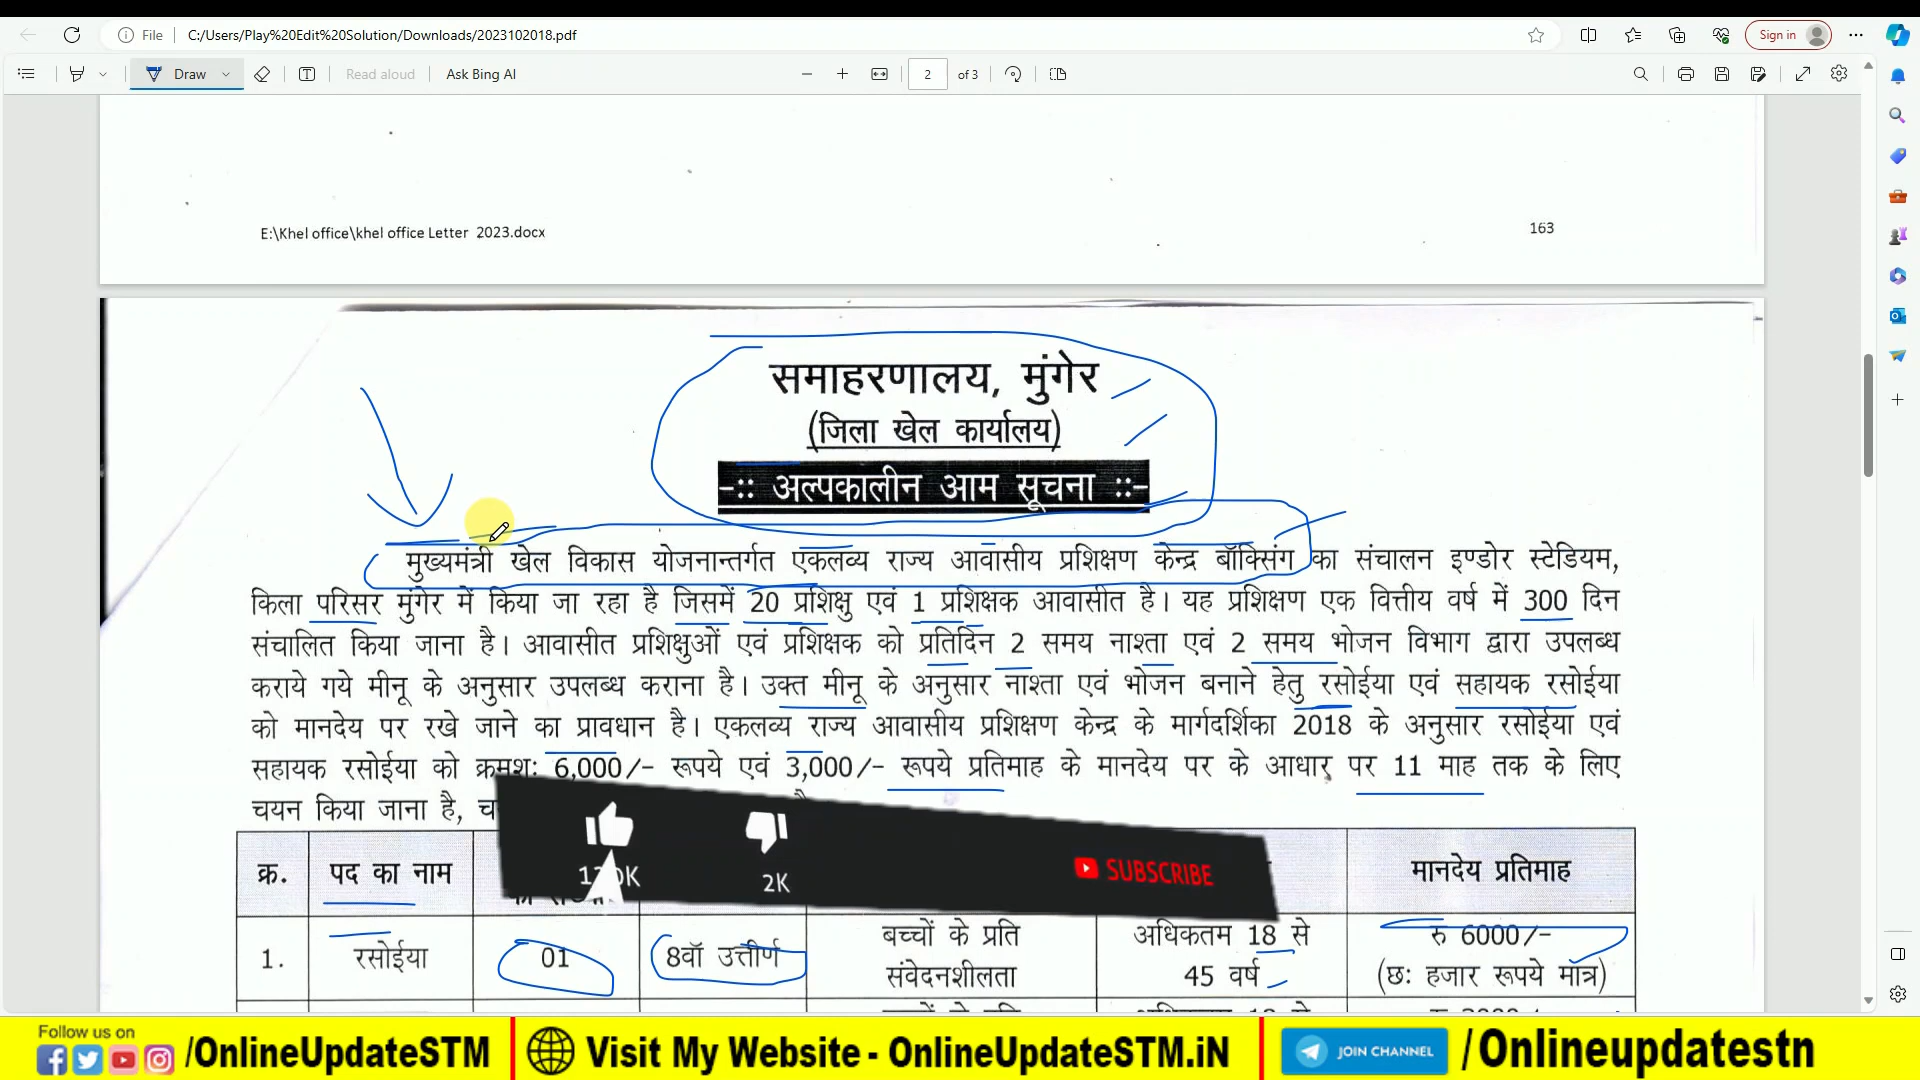 File C:/Users/Play%20Edit%20Solution/Downloads/2023102018.pdf Sign in
Draw Read aloud Ask Bing AI 2 of 3
E:\Khel office\khel office Letter 2023.docx 163
समाहरणालय, मुंगेर
(जिला खेल कार्यालय)
-:: अल्पकालीन आम सूचना ::-
मुख्यमंत्री खेल विकास योजनान्तर्गत एकलव्य राज्य आवासीय प्रशिक्षण केन्द्र बॉक्सिंग का संचालन इण्डोर स्टेडियम,
किला परिसर मुंगेर में किया जा रहा है जिसमें 20 प्रशिक्षु एवं 1 प्रशिक्षक आवासीत है। यह प्रशिक्षण एक वित्तीय वर्ष में 300 दिन
संचालित किया जाना है। आवासीत प्रशिक्षुओं एवं प्रशिक्षक को प्रतिदिन 2 समय नाश्ता एवं 2 समय भोजन विभाग द्वारा उपलब्ध
कराये गये मीनू के अनुसार उपलब्ध कराना है। उक्त मीनू के अनुसार नाश्ता एवं भोजन बनाने हेतु रसोईया एवं सहायक रसोईया
को मानदेय पर रखे जाने का प्रावधान है। एकलव्य राज्य आवासीय प्रशिक्षण केन्द्र के मार्गदर्शिका 2018 के अनुसार रसोईया एवं
सहायक रसोईया को क्रमशः 6,000/- रूपये एवं 3,000/- रूपये प्रतिमाह के मानदेय पर के आधार पर 11 माह तक के लिए
चयन किया जाना है,
2K SUBSCRIBE
क्र. पद का नाम मानदेय प्रतिमाह
1. रसोईया 01 8वॉ उत्तीर्ण बच्चों के प्रति संवेदनशीलता अधिकतम 18 से 45 वर्ष रु 6000/- (छः हजार रूपये मात्र)
Follow us on
/OnlineUpdateSTM Visit My Website - OnlineUpdateSTM.iN JOIN CHANNEL /Onlineupdatestn